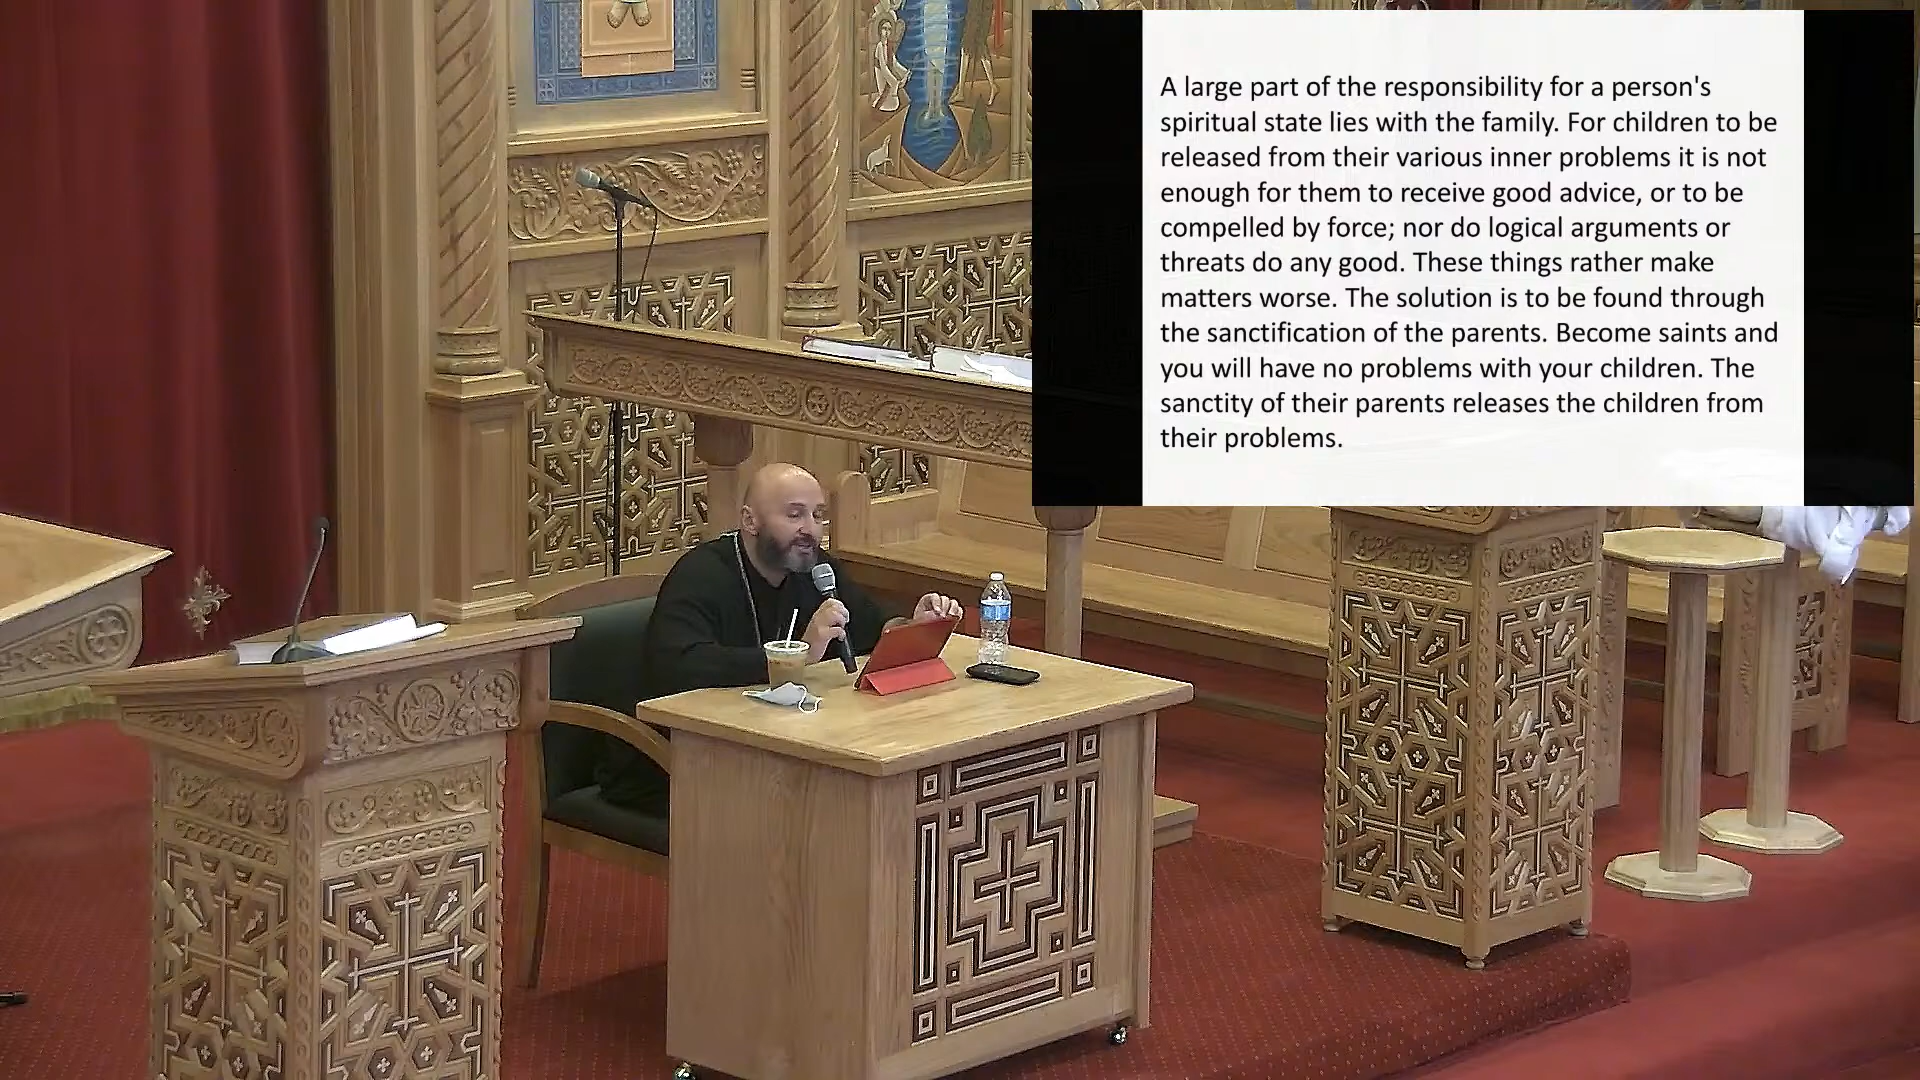 A large part of the responsibility for a person's
spiritual state lies with the family. For children to be
released from their various inner problems it is not
enough for them to receive good advice, or to be
compelled by force; nor do logical arguments or
threats do any good. These things rather make
matters worse. The solution is to be found through
the sanctification of the parents. Become saints and
you will have no problems with your children. The
sanctity of their parents releases the children from
their problems.